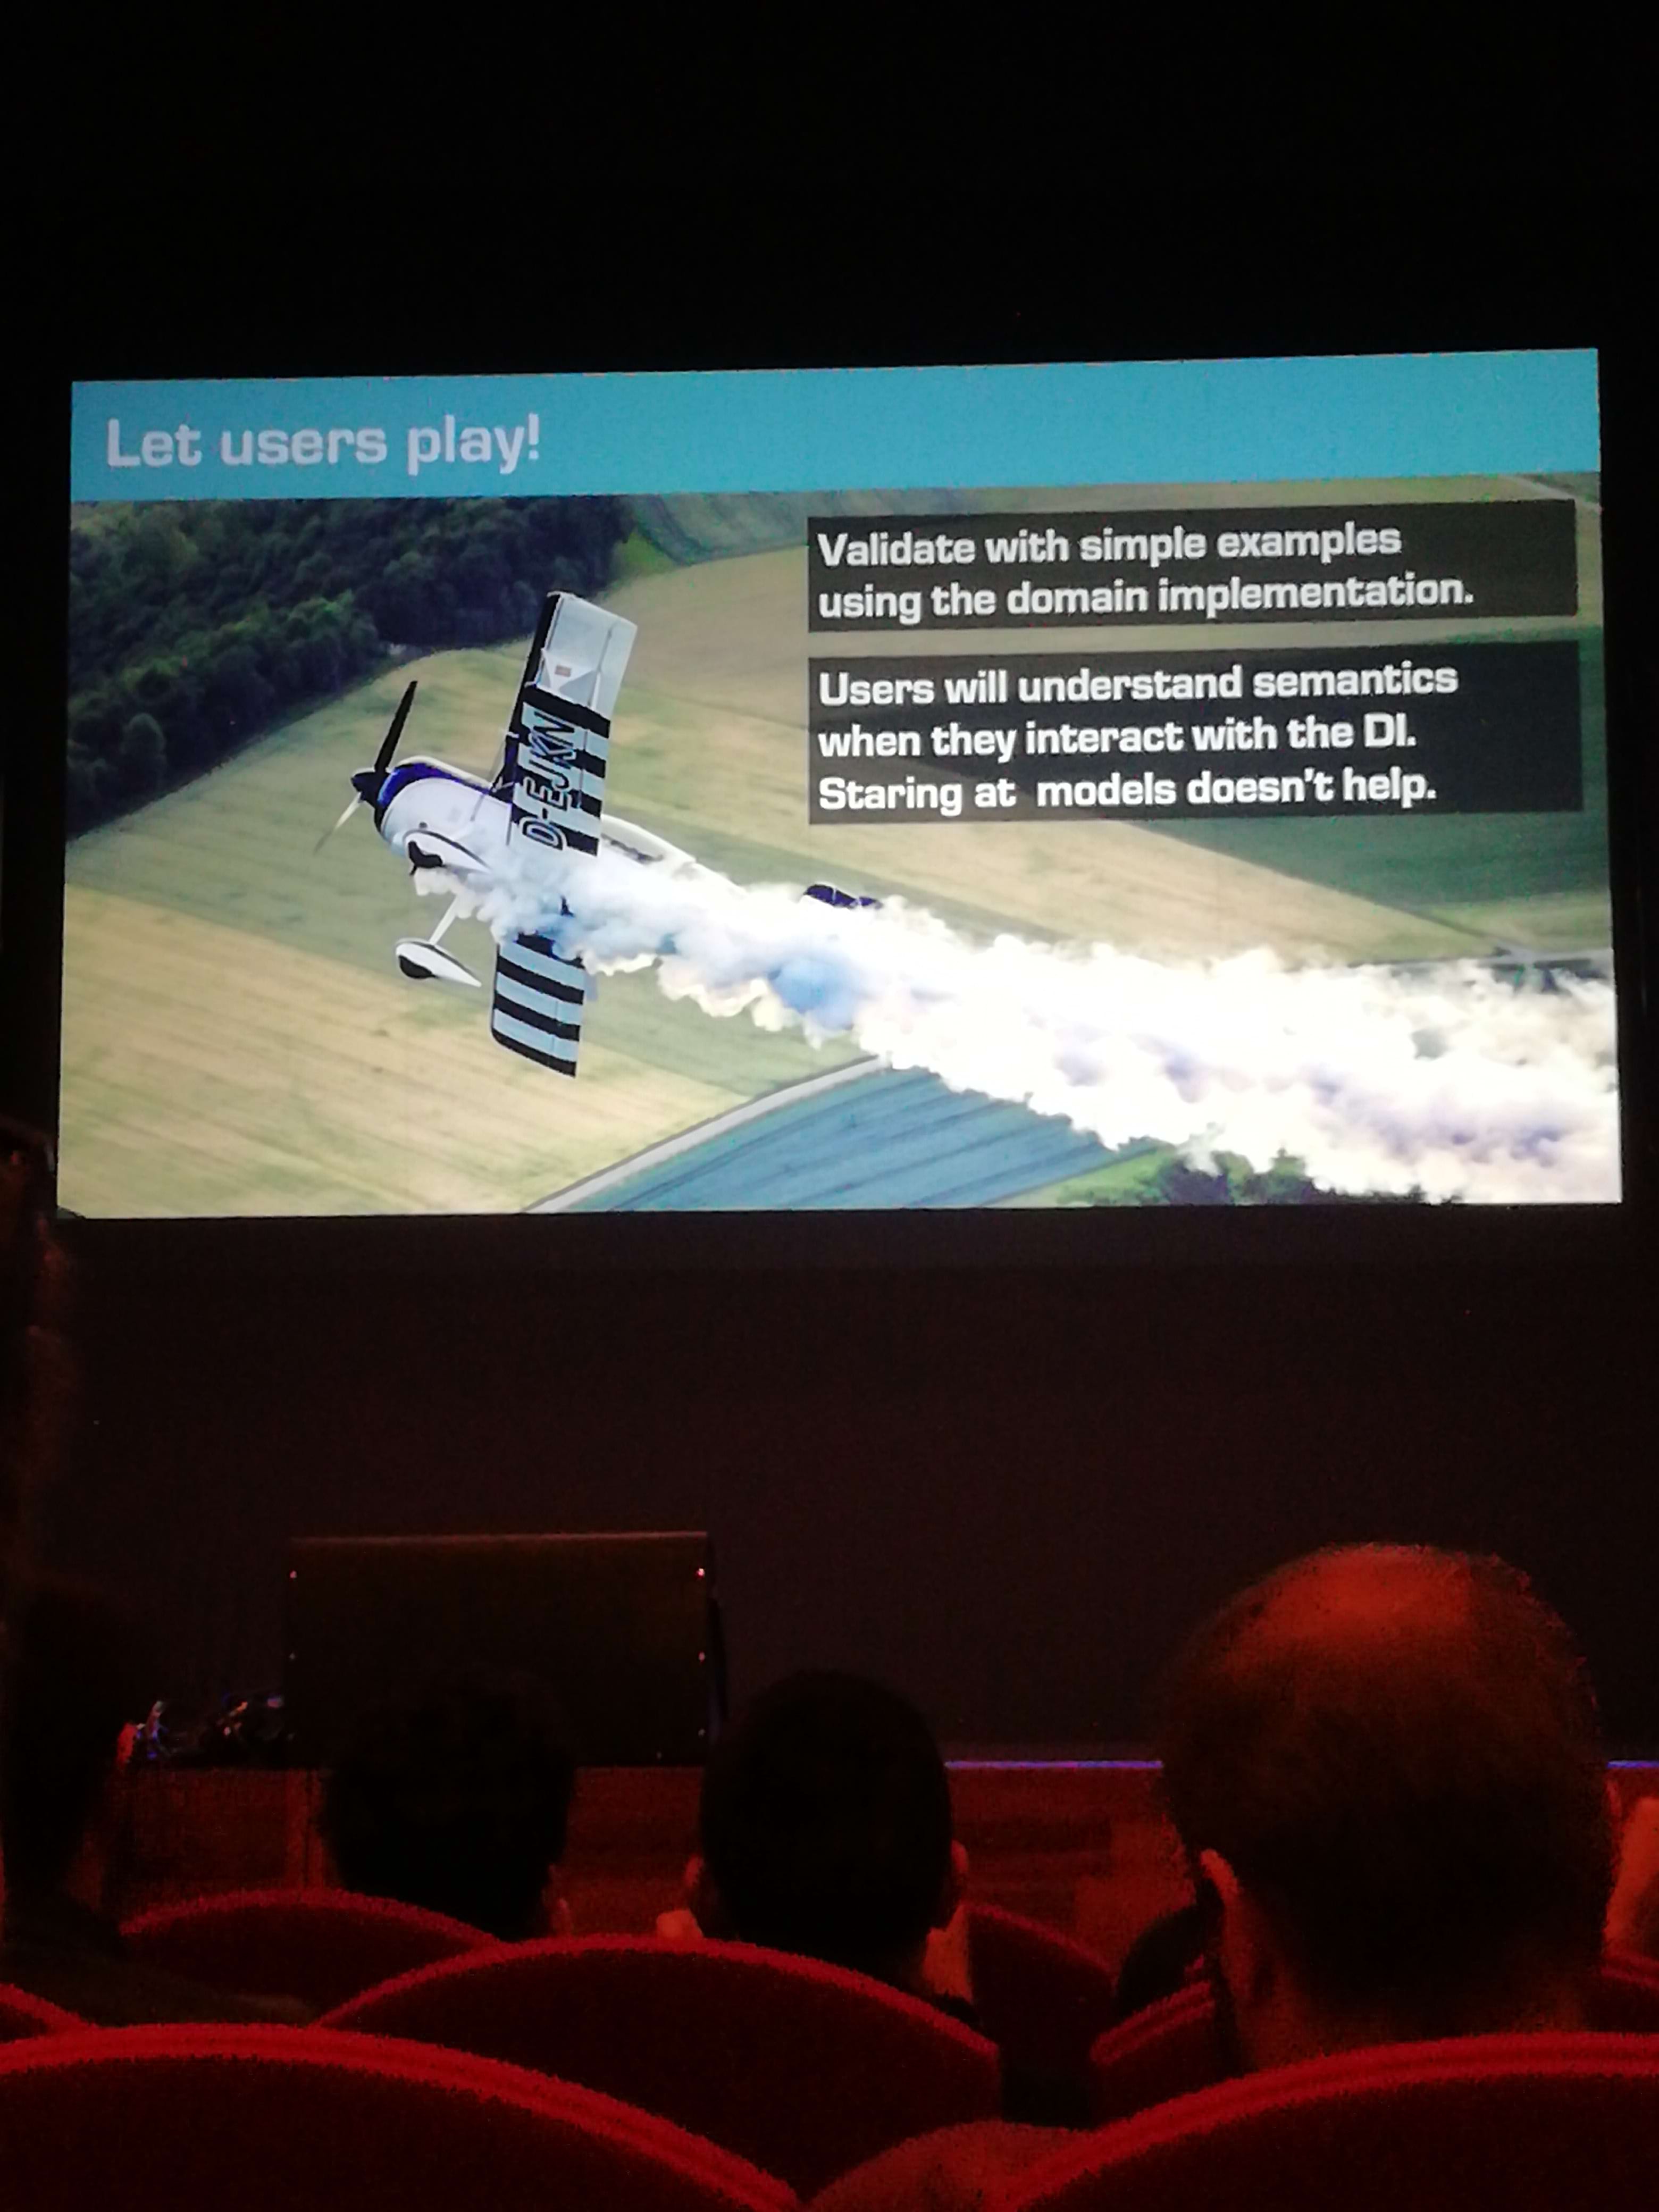 Let users play!
Validate with simple examples
using the domain implementation.
Users will understand semantics
when they interact with the DI.
Staring at  models doesn't help.
D-EJKN